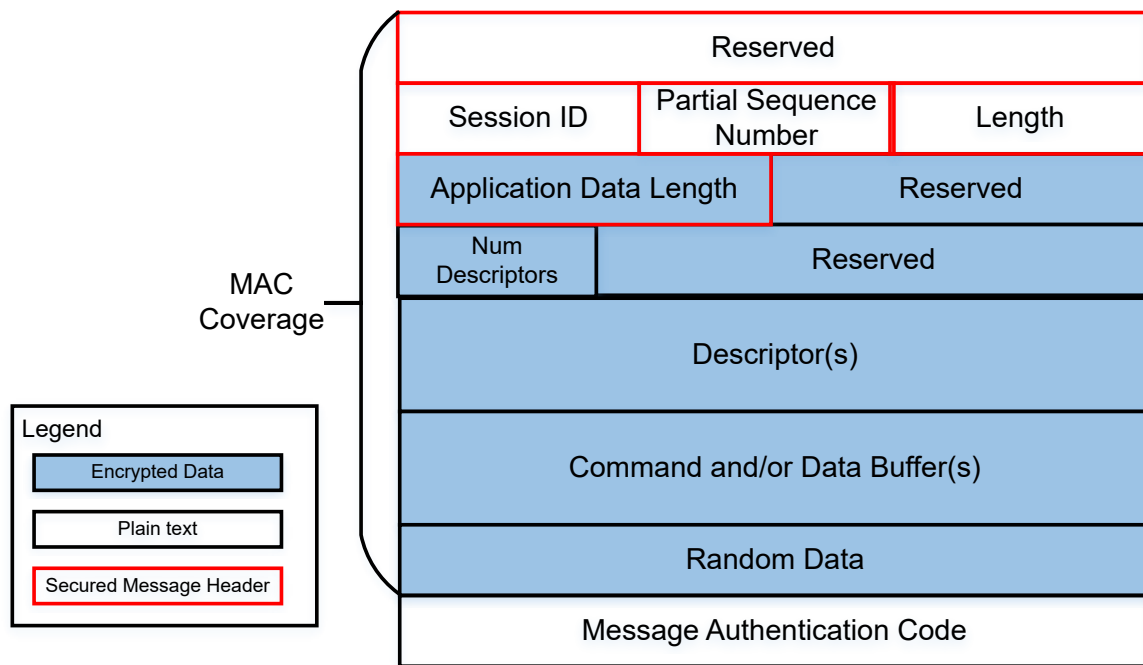 Reserved
Session ID
Partial Sequence
Number
Length
Application Data Length
Reserved
Num
Descriptors
Reserved
MAC
Coverage
Descriptor(s)
Command and/or Data Buffer(s)
Random Data
Message Authentication Code
Legend
Encrypted Data
Plain text
Secured Message Header